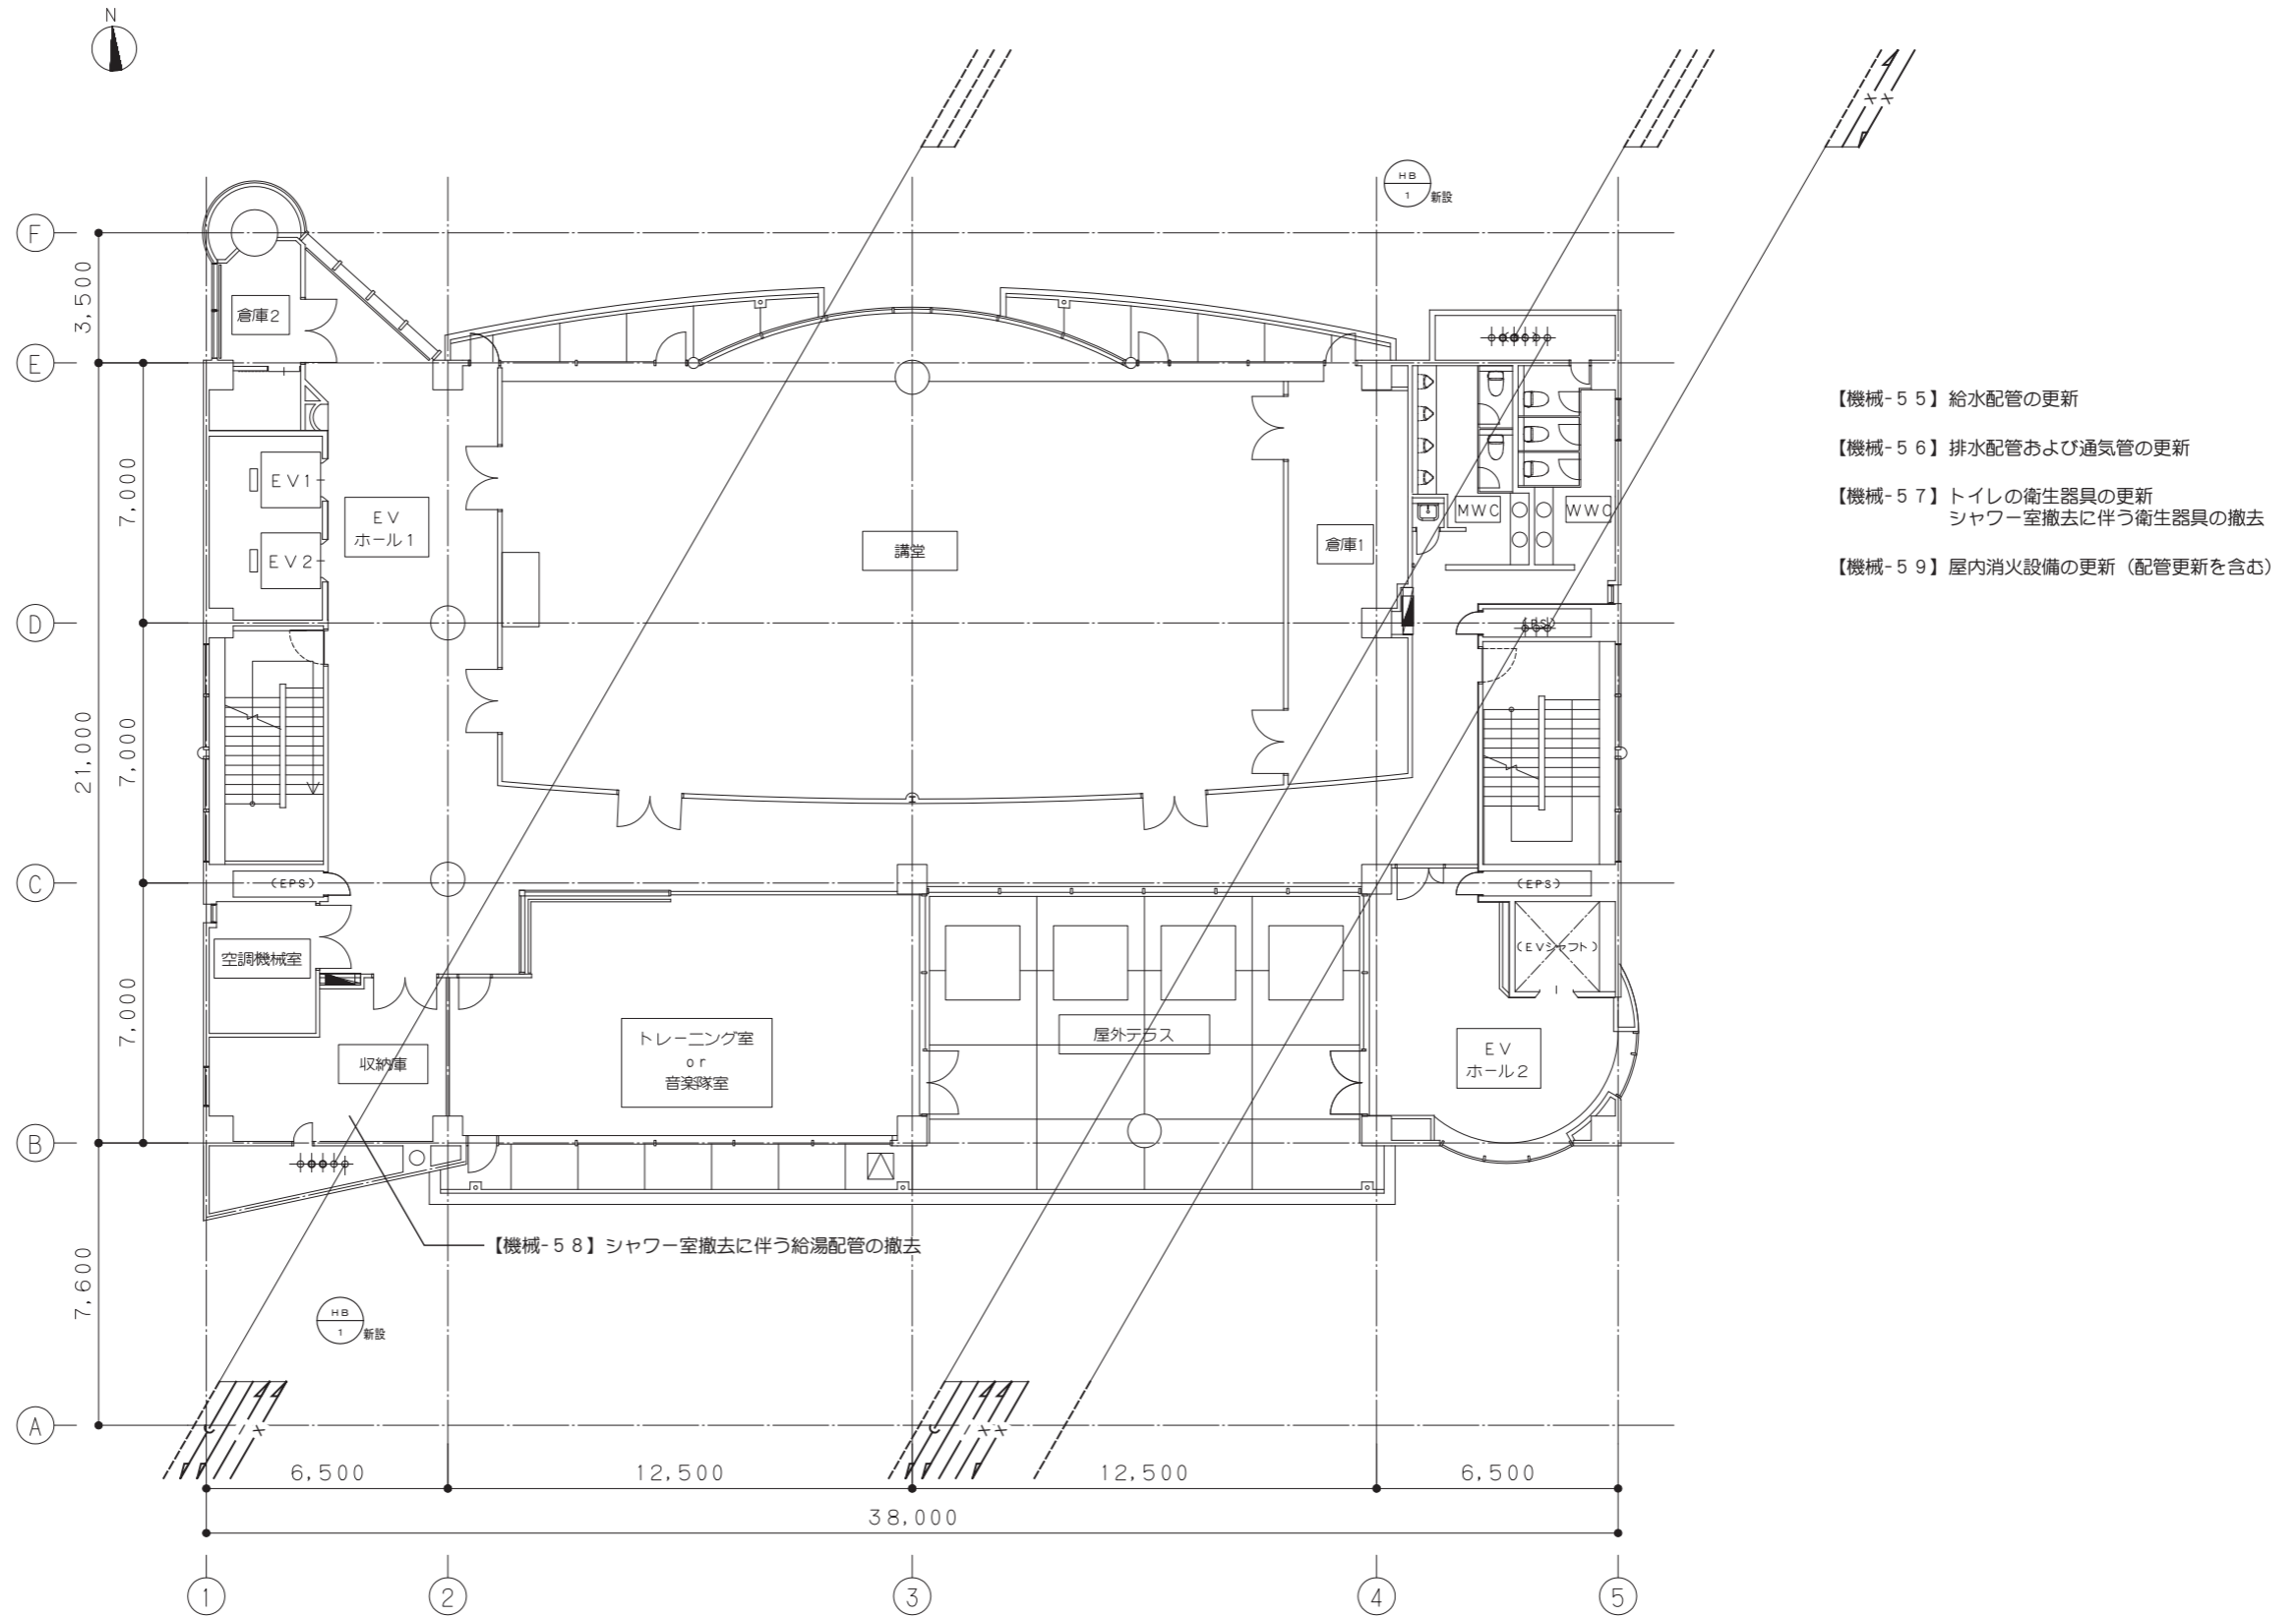 N
HB
1
新設
F
3,500
倉庫2
E
【機械-55】給水配管の更新
【機械-56】排水配管および通気管の更新
EV1
EV
ホール1
7,000
MWC
WWC
【機械-57】トイレの衛生器具の更新
シャワー室撤去に伴う衛生器具の撤去
講堂
倉庫1
EV2
【機械-59】屋内消火設備の更新（配管更新を含む）
D
(PS)
21,000
7,000
C
(EPS)
(EPS)
空調機械室
(EVシャフト)
7,000
トレーニング室
or
音楽隊室
屋外テラス
収納庫
EV
ホール2
B
【機械-58】シャワー室撤去に伴う給湯配管の撤去
7,600
HB
1
新設
A
6,500
12,500
12,500
6,500
38,000
1
2
3
4
5